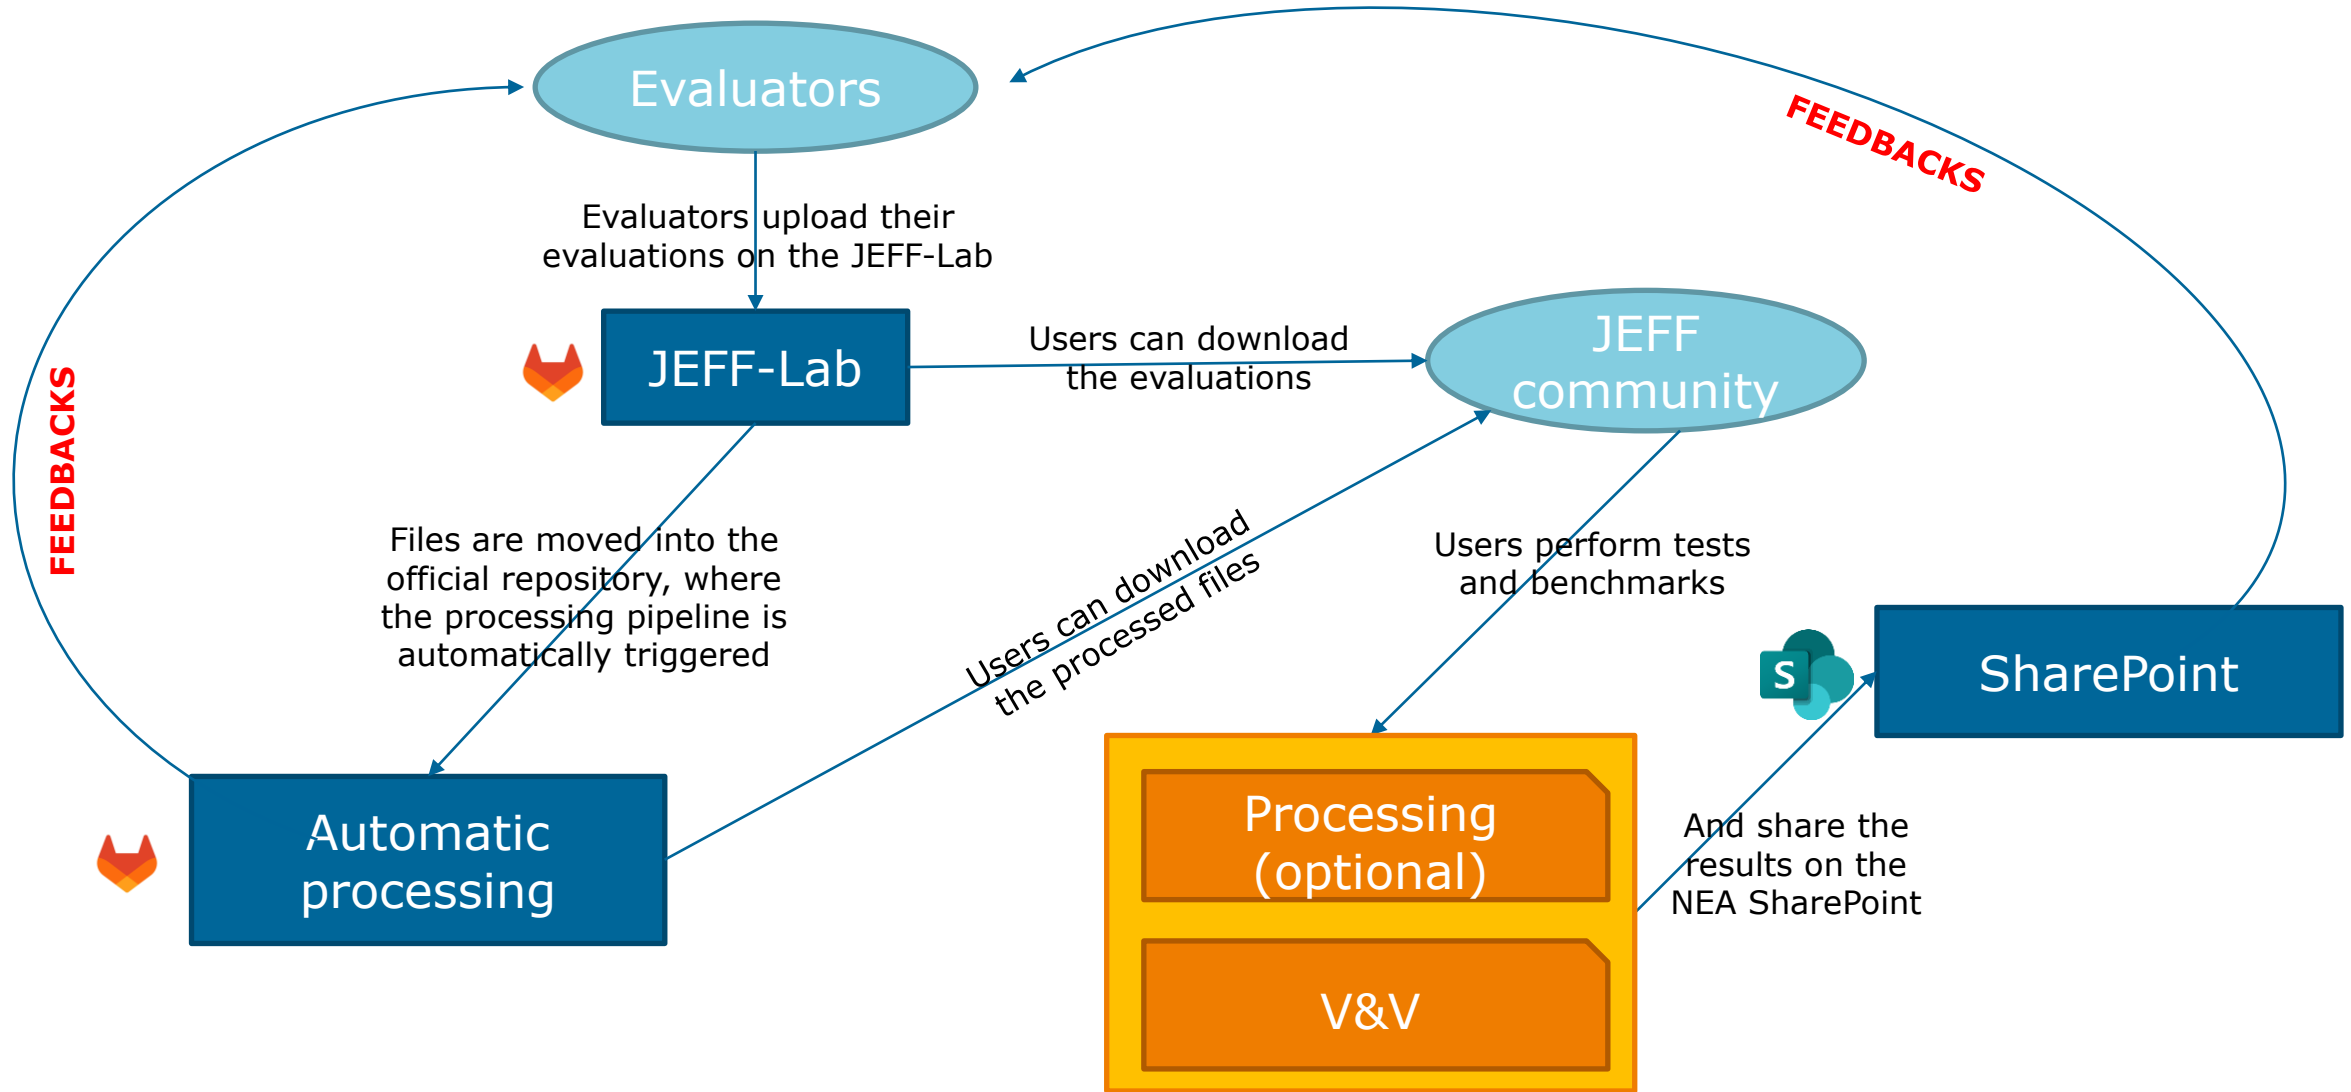 Evaluators
FEEDBACKS
Evaluators upload their
evaluations on the JEFF-Lab
JEFF-Lab
Users can download
the evaluations
JEFF
community
FEEDBACKS
Files are moved into the
official repository, where
the processing pipeline is
automatically triggered
Users can download
the processed files
Users perform tests
and benchmarks
S
SharePoint
Automatic
processing
Processing
(optional)
And share the
results on the
NEA SharePoint
V&V